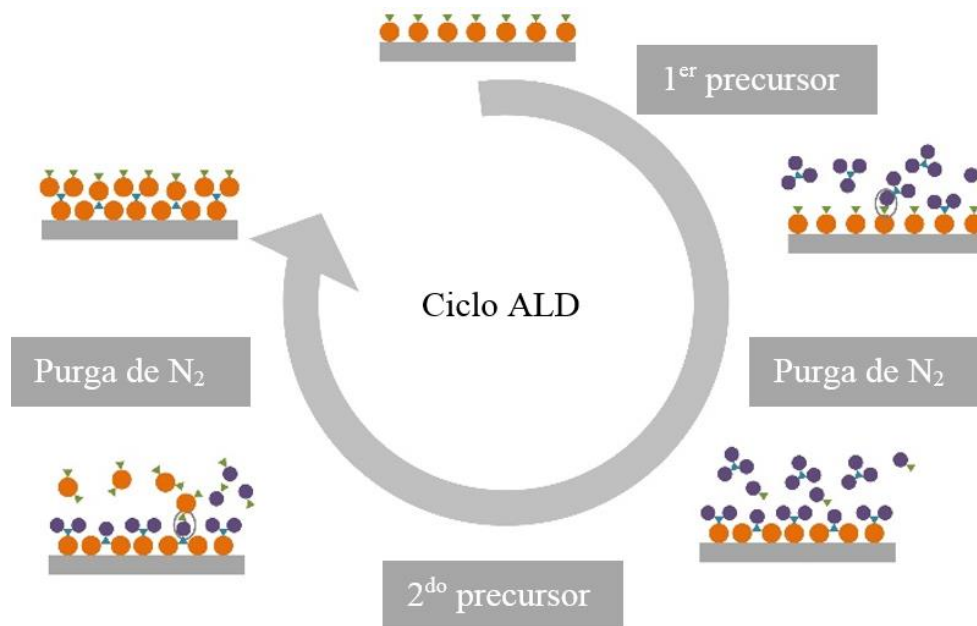 1er precursor
Ciclo ALD
Purga de N2
Purga de N2
2do precursor